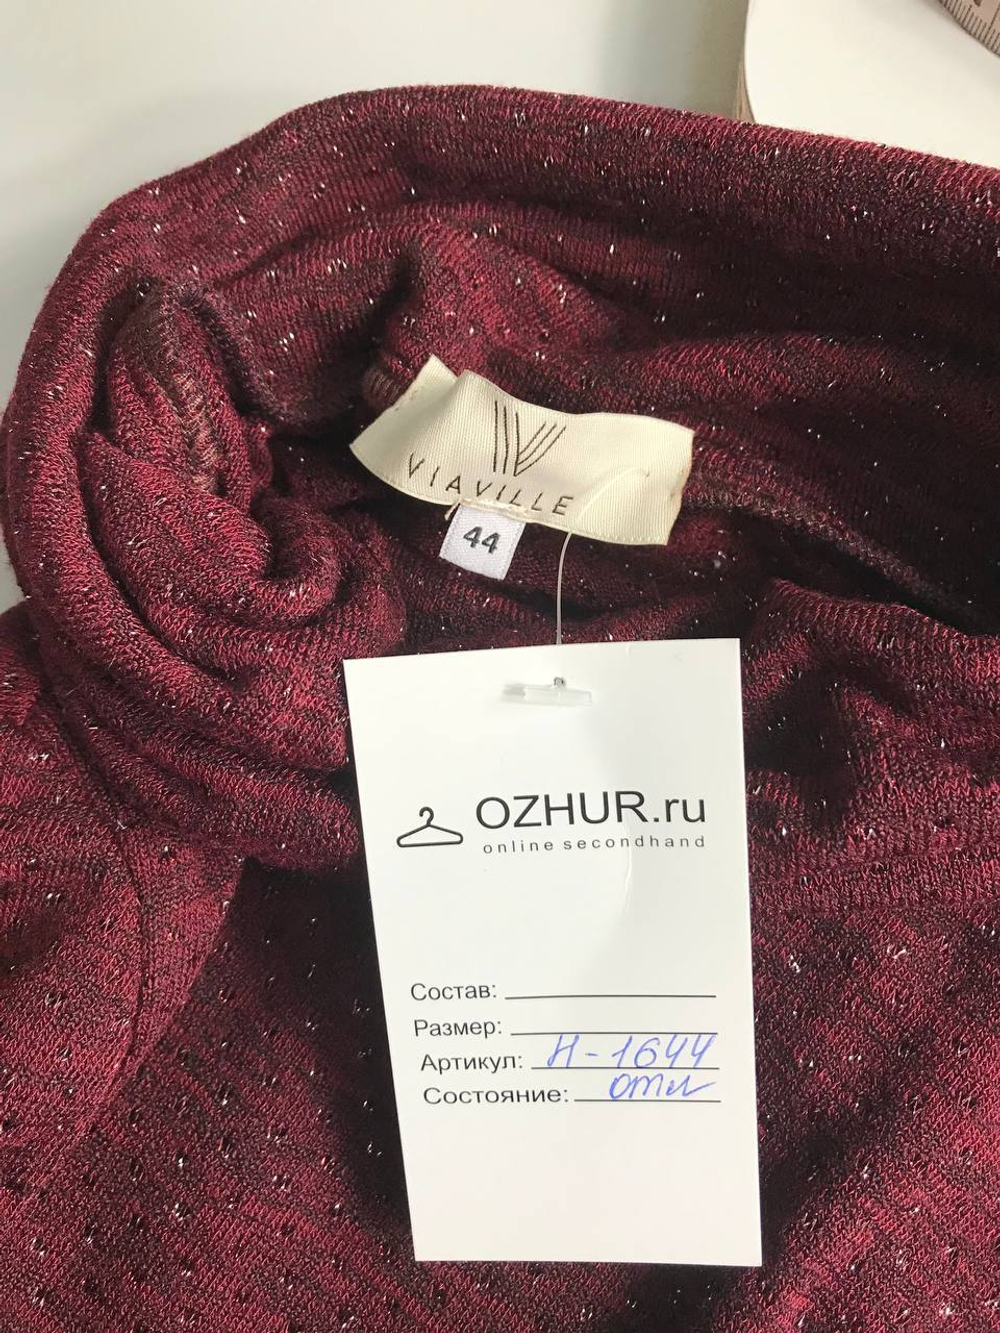 VIAVILLE
44
OZHUR.ru
online secondhand
Состав:
Размер:
Артикул: Н-1644
Состояние: отл